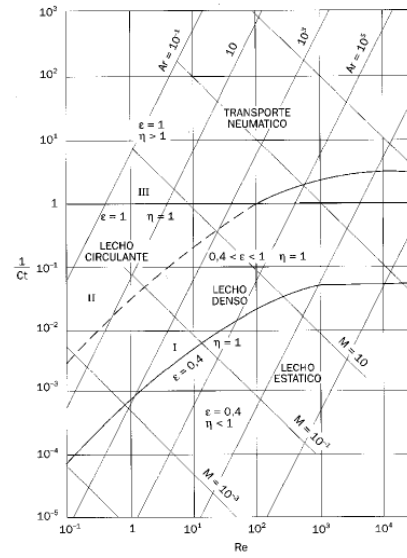 10³
10²
10¹
1
10⁻¹
10⁻²
10⁻³
10⁻⁴
10⁻⁵
1
Ct
Ar = 10⁻¹
10
10³
Ar = 10⁵
TRANSPORTE
NEUMATICO
ε = 1
η > 1
III
ε = 1 η = 1
LECHO
CIRCULANTE
0,4 < ε < 1 η = 1
II
LECHO
DENSO
I
η = 1
ε = 0,4
LECHO
ESTATICO
ε = 0,4
η < 1
M = 10
M = 10⁻¹
M = 10⁻³
10⁻¹ 1 10¹ 10² 10³ 10⁴
Re